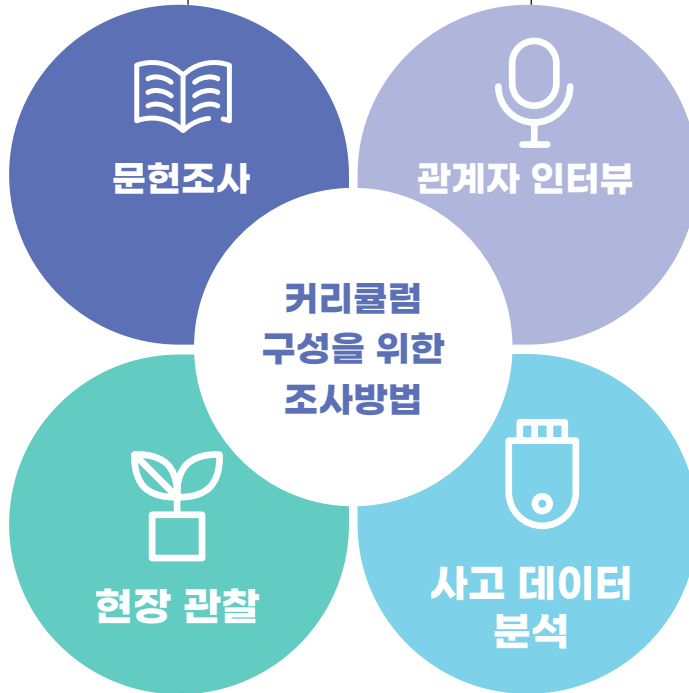 문헌조사
관계자 인터뷰
커리큘럼
구성을 위한
조사방법
현장 관찰
사고 데이터
분석